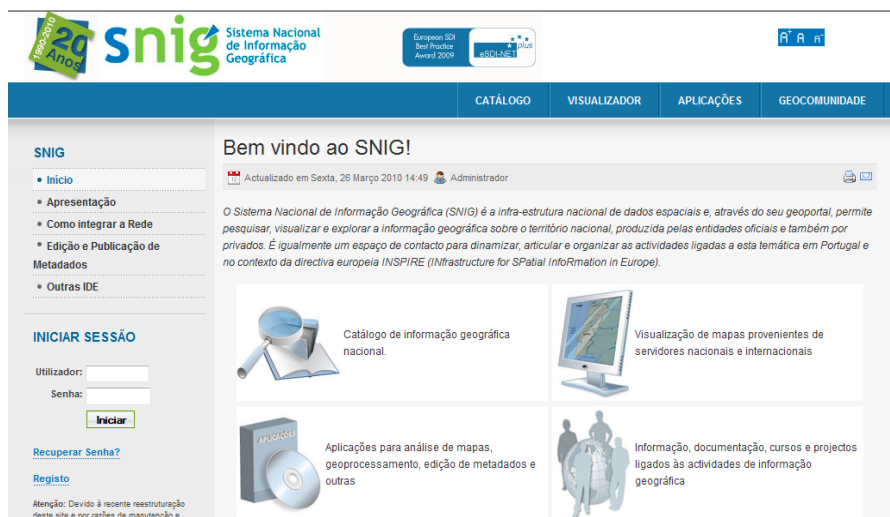 1990-2010
20 Anos
snig
Sistema Nacional
de Informação
Geográfica
European SDI
Best Practice
Award 2009
plus
eSDI-NET
A+ A A-
CATÁLOGO VISUALIZADOR APLICAÇÕES GEOCOMUNIDADE
SNIG
Inicio
Apresentação
Como integrar a Rede
Edição e Publicação de
Metadados
Outras IDE
INICIAR SESSÃO
Utilizador:
Senha:
Iniciar
Recuperar Senha?
Registo
Atenção: Devido à recente reestruturação
deste site e por razões de manutenção e
Bem vindo ao SNIG!
Actualizado em Sexta, 26 Março 2010 14:49 Administrador
O Sistema Nacional de Informação Geográfica (SNIG) é a infra-estrutura nacional de dados espaciais e, através do seu geoportal, permite
pesquisar, visualizar e explorar a informação geográfica sobre o território nacional, produzida pelas entidades oficiais e também por
privados. É igualmente um espaço de contacto para dinamizar, articular e organizar as actividades ligadas a esta temática em Portugal e
no contexto da directiva europeia INSPIRE (INfrastructure for SPatial InfoRmation in Europe).
Catálogo de informação geográfica
nacional.
Visualização de mapas provenientes de
servidores nacionais e internacionais
APLICAÇÕES
Aplicações para análise de mapas,
geoprocessamento, edição de metadados e
outras
Informação, documentação, cursos e projectos
ligados às actividades de informação
geográfica